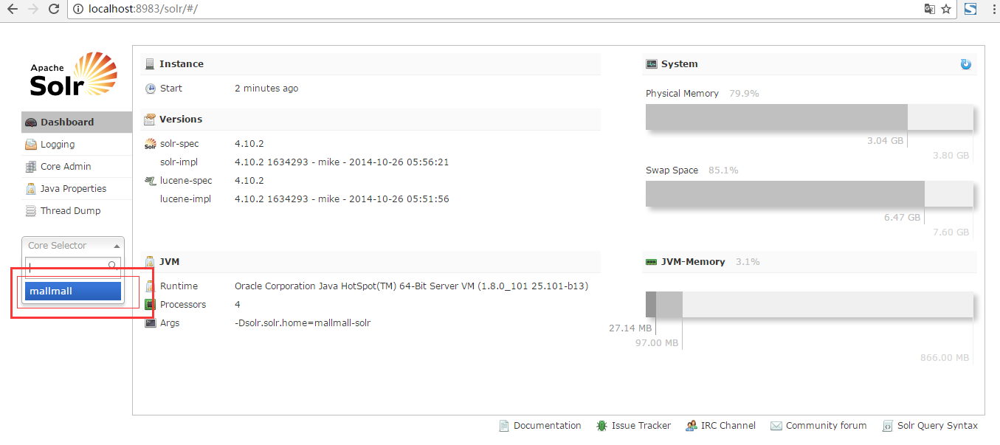 localhost:8983/solr/#/
Apache
Solr
Dashboard
Logging
Core Admin
Java Properties
Thread Dump
Core Selector
mallmall
Instance
Start 2 minutes ago
Versions
solr-spec 4.10.2
solr-impl 4.10.2 1634293 - mike - 2014-10-26 05:56:21
lucene-spec 4.10.2
lucene-impl 4.10.2 1634293 - mike - 2014-10-26 05:51:56
JVM
Runtime Oracle Corporation Java HotSpot(TM) 64-Bit Server VM (1.8.0_101 25.101-b13)
Processors 4
Args -Dsolr.solr.home=mallmall-solr
System
Physical Memory 79.9%
3.04 GB
3.80 GB
Swap Space 85.1%
6.47 GB
7.60 GB
JVM-Memory 3.1%
27.14 MB
97.00 MB
866.00 MB
Documentation Issue Tracker IRC Channel Community forum Solr Query Syntax